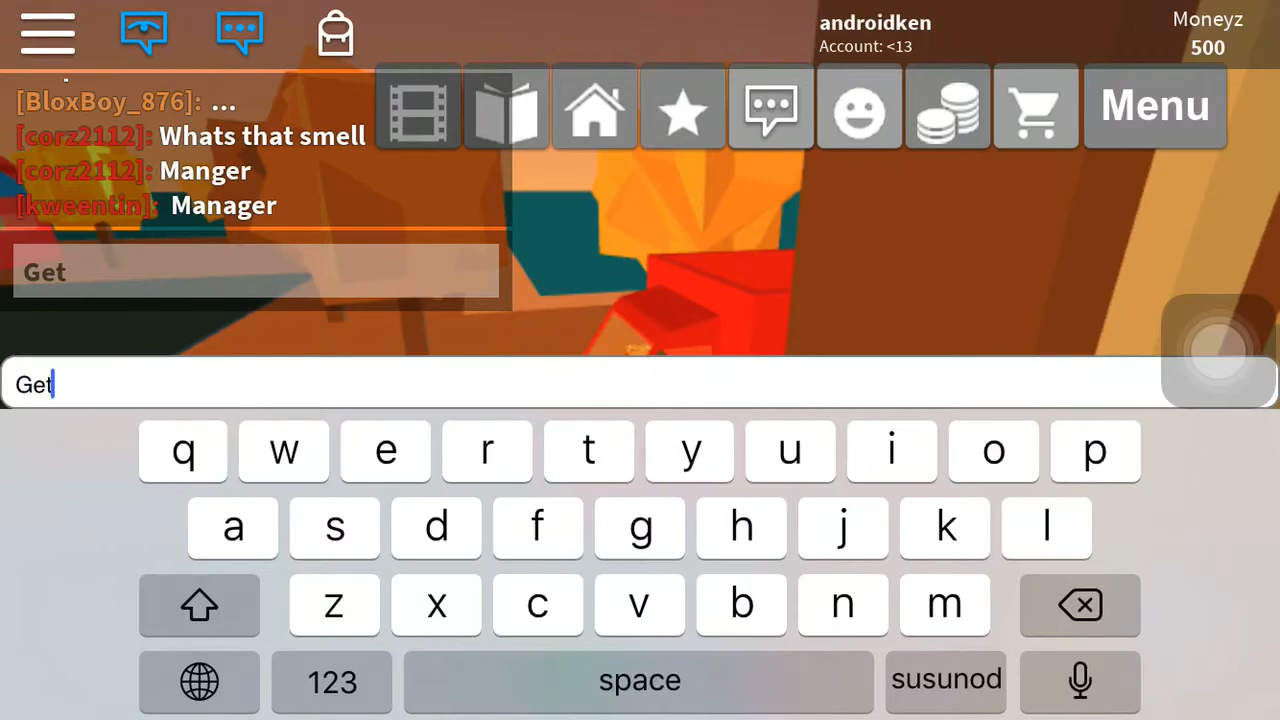 androidken
Account: <13
Moneyz
500
[BloxBoy_876]: ...
[corz2112]: Whats that smell
[corz2112]: Manger
[kweentin]: Manager
Menu
Get
Get
q w e r t y u i o p
a s d f g h j k l
z x c v b n m
123 space susunod